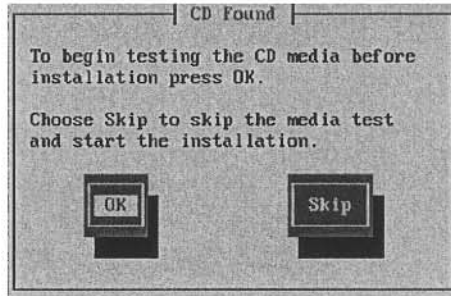 CD Found
To begin testing the CD media before
installation press OK.
Choose Skip to skip the media test
and start the installation.
OK
Skip